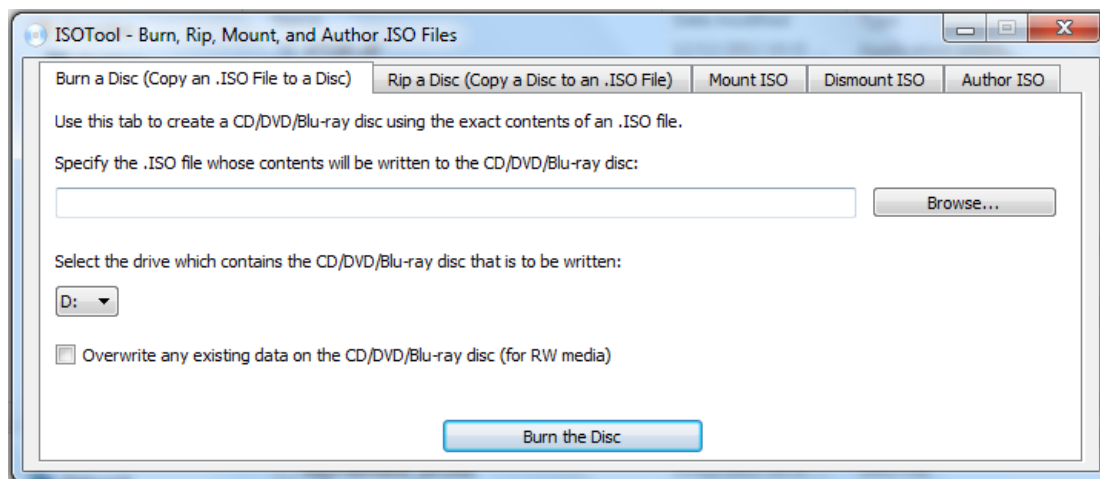 ISOTool - Burn, Rip, Mount, and Author .ISO Files
Burn a Disc (Copy an .ISO File to a Disc) Rip a Disc (Copy a Disc to an .ISO File) Mount ISO Dismount ISO Author ISO
Use this tab to create a CD/DVD/Blu-ray disc using the exact contents of an .ISO file.
Specify the .ISO file whose contents will be written to the CD/DVD/Blu-ray disc:
Browse...
Select the drive which contains the CD/DVD/Blu-ray disc that is to be written:
D:
Overwrite any existing data on the CD/DVD/Blu-ray disc (for RW media)
Burn the Disc